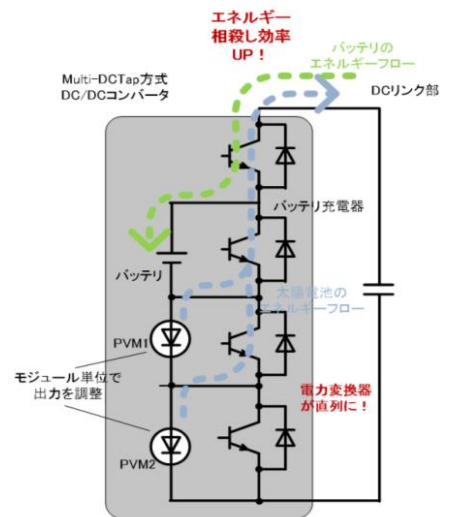 エネルギー
相殺し効率
UP！
バッテリの
エネルギーフロー
Multi-DCTap方式
DC/DCコンバータ
DCリンク部
バッテリ充電器
バッテリ
太陽電池の
エネルギーフロー
PVM1
モジュール単位で
出力を調整
電力変換器
が直列に！
PVM2